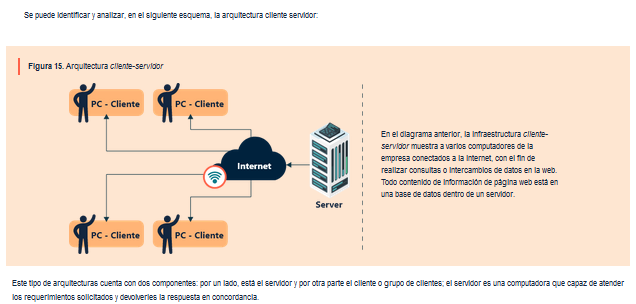 Se puede identificar y analizar, en el siguiente esquema, la arquitectura cliente servidor:
Figura 15. Arquitectura cliente-servidor
PC - Cliente
PC - Cliente
Internet
Server
PC - Cliente
PC - Cliente
En el diagrama anterior, la infraestructura cliente-
servidor muestra a varios computadores de la
empresa conectados a la internet, con el fin de
realizar consultas o intercambios de datos en la web.
Todo contenido de información de página web está en
una base de datos dentro de un servidor.
Este tipo de arquitecturas cuenta con dos componentes: por un lado, está el servidor y por otra parte el cliente o grupo de clientes; el servidor es una computadora que capaz de atender
los requerimientos solicitados y devolverles la respuesta en concordancia.